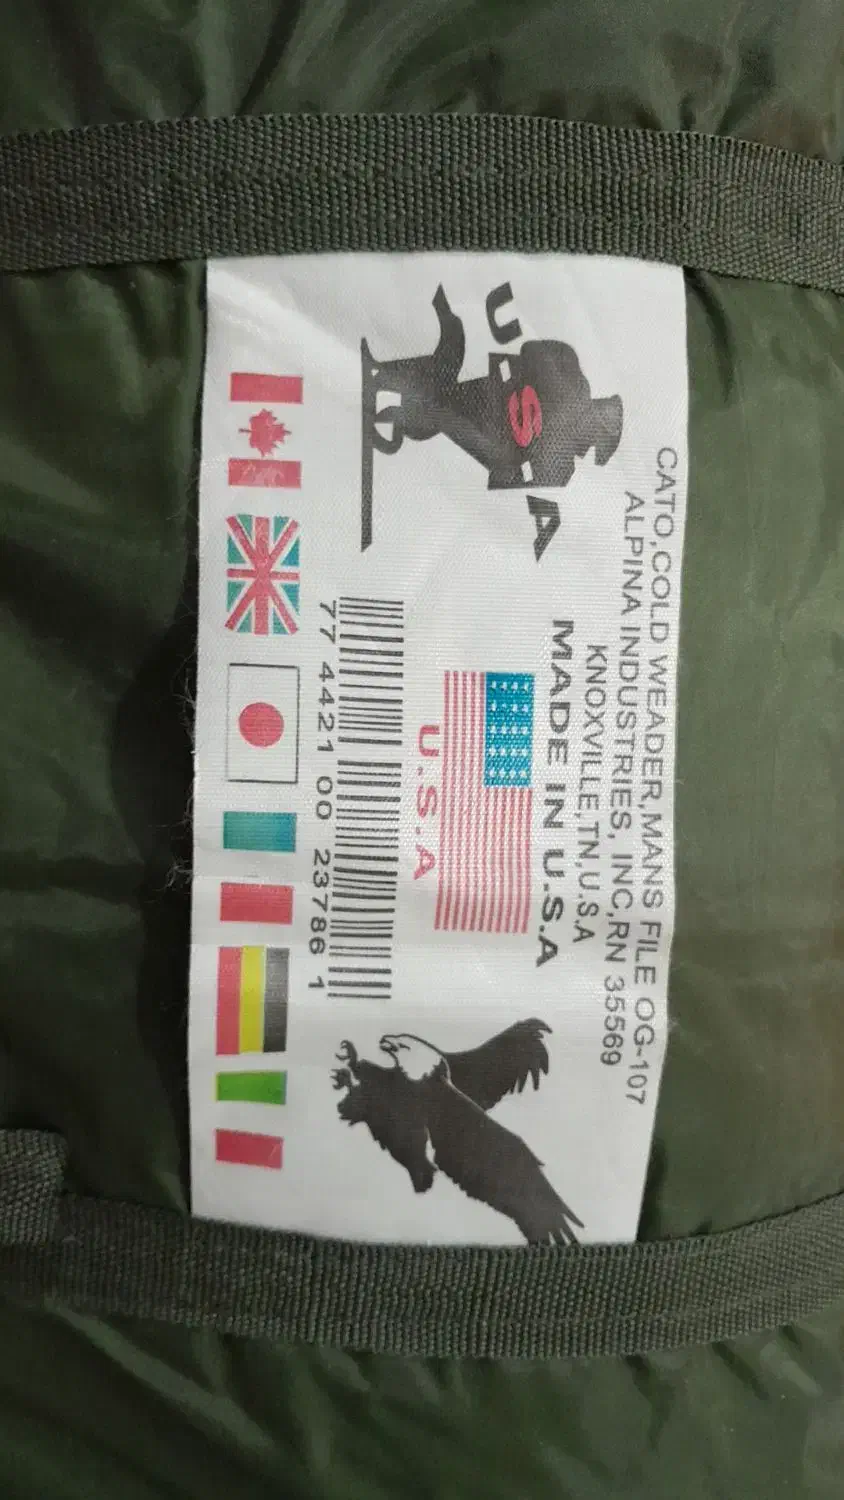 CATO,COLD WEADER,MANS FILE OG-107
ALPINA INDUSTRIES, INC,RN 35569
KNOXVILLE,TN,U.S.A
MADE IN U.S.A
U.S.A
U.S.A
77 4421 00 23786 1